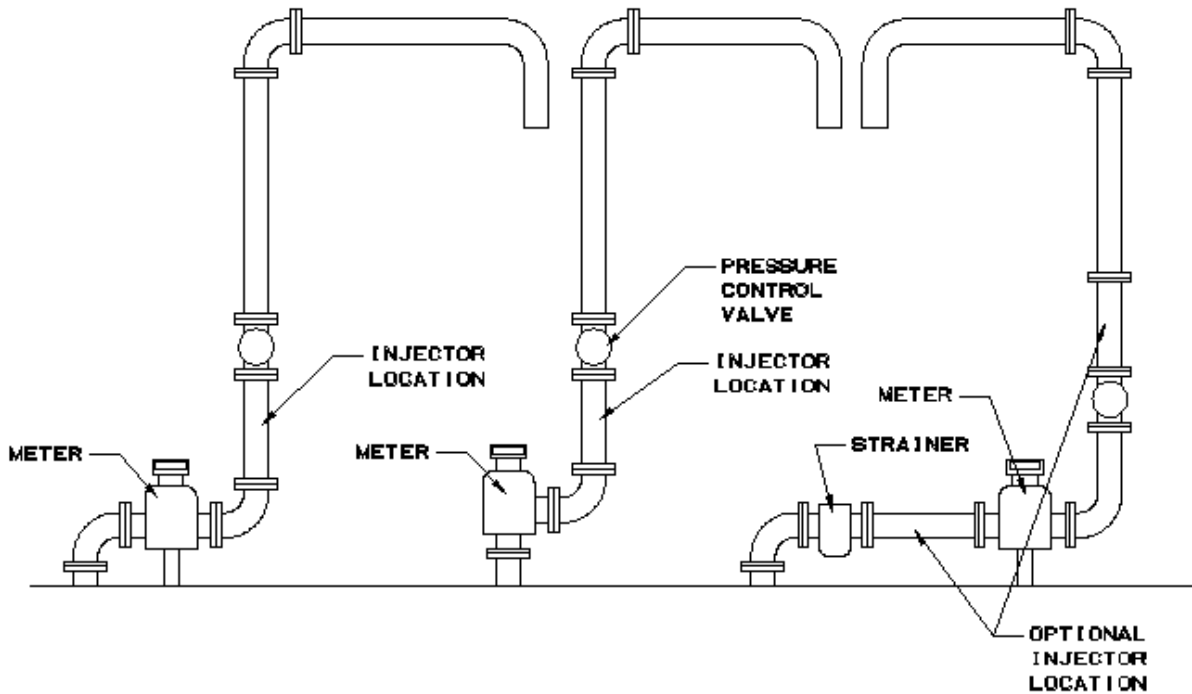 PRESSURE
CONTROL
VALVE
INJECTOR
LOCATION
INJECTOR
LOCATION
METER
METER
METER
STRAINER
OPTIONAL
INJECTOR
LOCATION